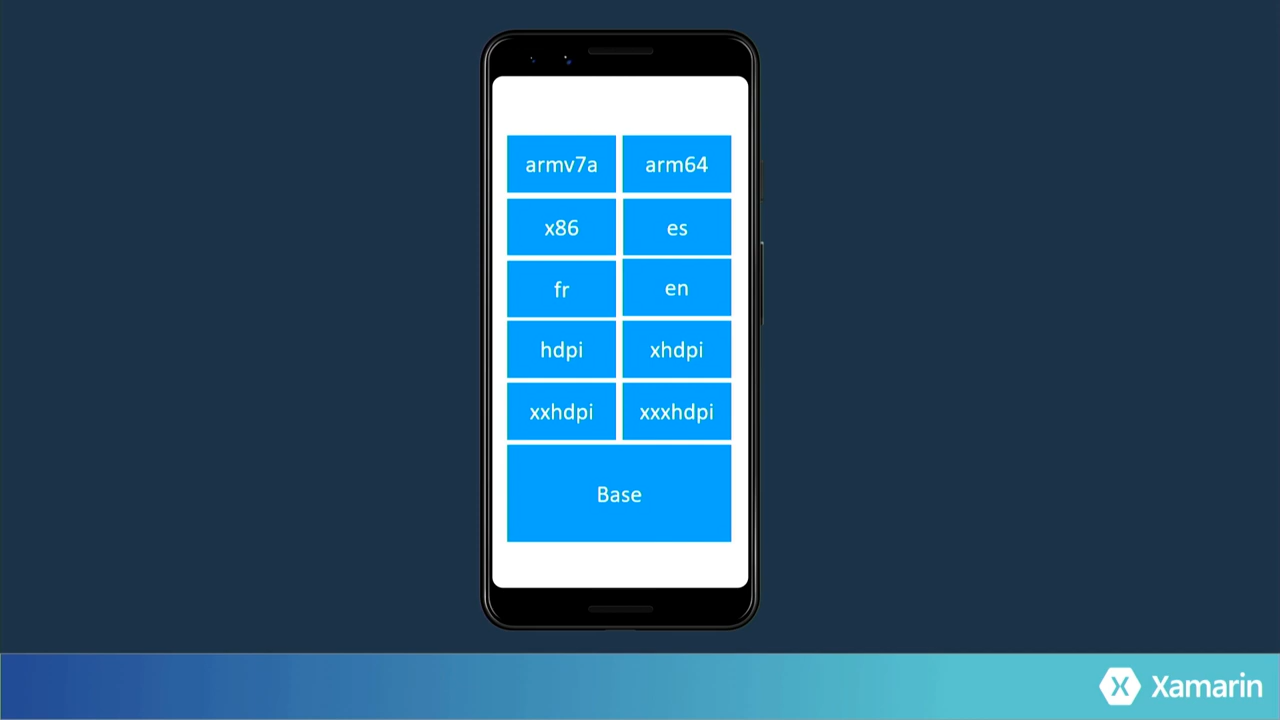 armv7a arm64
x86 es
fr en
hdpi xhdpi
xxhdpi xxxhdpi
Base
Xamarin